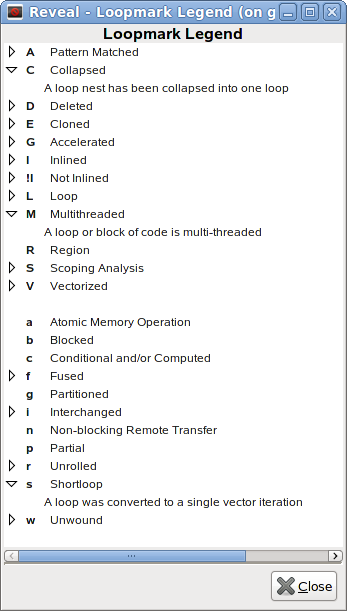 Reveal - Loopmark Legend (on g
Loopmark Legend
A Pattern Matched
C Collapsed
A loop nest has been collapsed into one loop
D Deleted
E Cloned
G Accelerated
I Inlined
!I Not Inlined
L Loop
M Multithreaded
A loop or block of code is multi-threaded
R Region
S Scoping Analysis
V Vectorized
a Atomic Memory Operation
b Blocked
c Conditional and/or Computed
f Fused
g Partitioned
i Interchanged
n Non-blocking Remote Transfer
p Partial
r Unrolled
s Shortloop
A loop was converted to a single vector iteration
w Unwound
Close